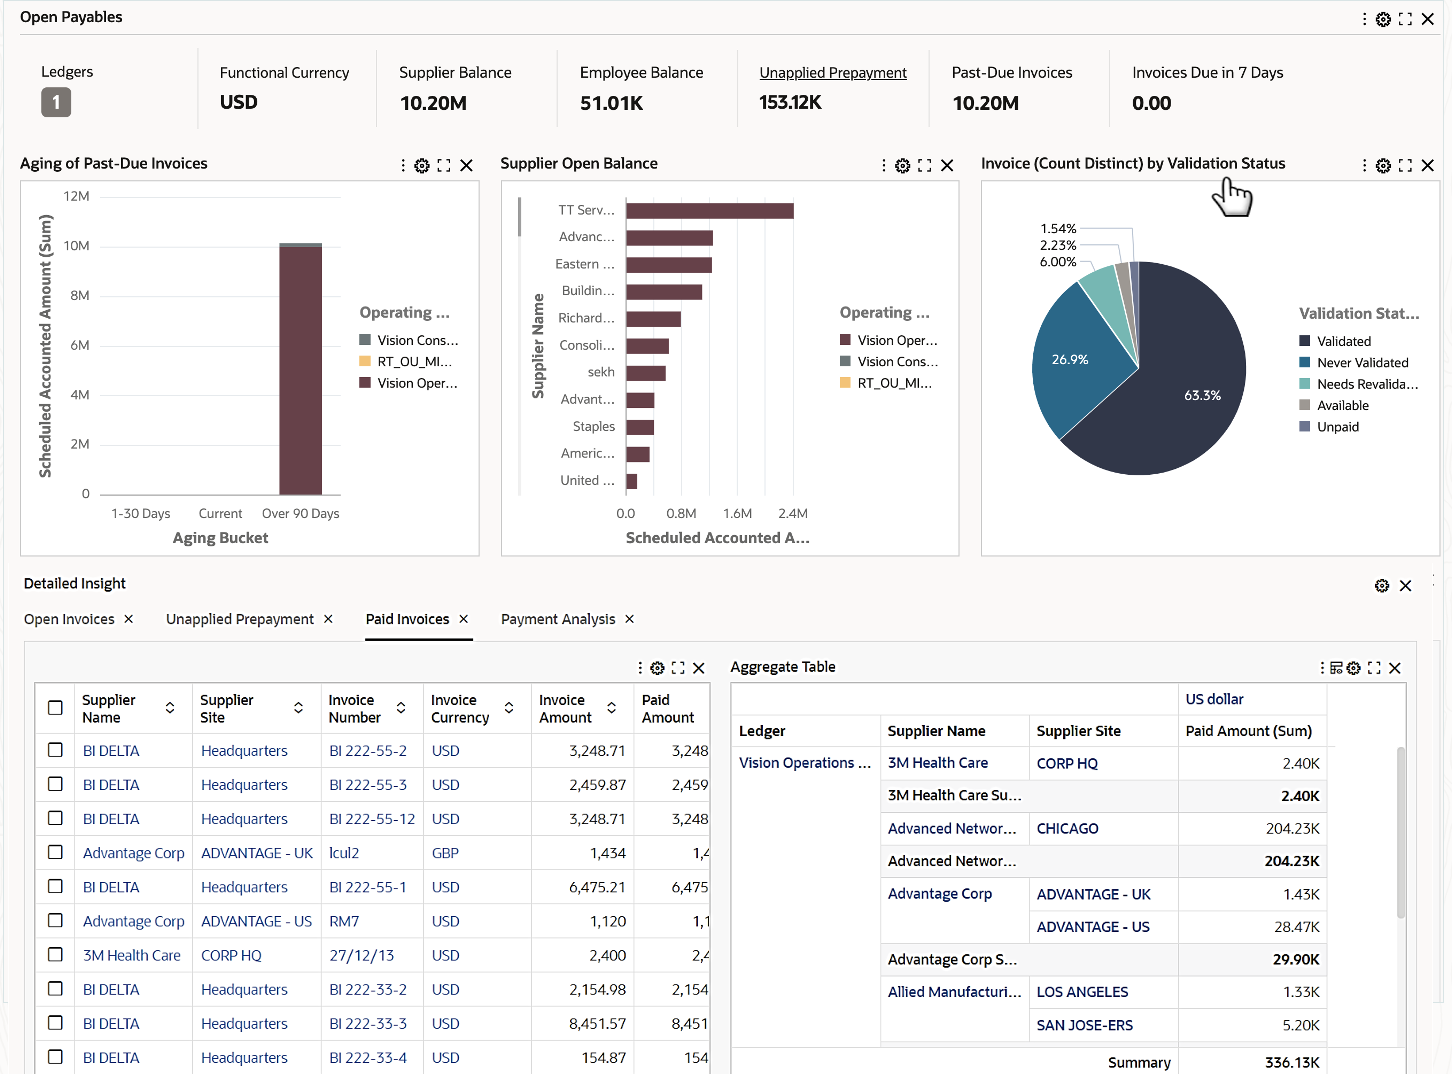 Open Payables
Ledgers
1
Functional Currency
USD
Supplier Balance
10.20M
Employee Balance
51.01K
Unapplied Prepayment
153.12K
Past-Due Invoices
10.20M
Invoices Due in 7 Days
0.00
Aging of Past-Due Invoices
Scheduled Accounted Amount (Sum)
12M
10M
8M
6M
4M
2M
0
1-30 Days
Current
Over 90 Days
Aging Bucket
Operating ...
Vision Cons...
RT_OU_MI...
Vision Oper...
Supplier Open Balance
Supplier Name
TT Serv...
Advanc...
Eastern ...
Buildin...
Richard...
Consoli...
sekh
Advant...
Staples
Americ...
United ...
0.0
0.8M
1.6M
2.4M
Scheduled Accounted A...
Operating ...
Vision Oper...
Vision Cons...
RT_OU_MI...
Invoice (Count Distinct) by Validation Status
1.54%
2.23%
6.00%
26.9%
63.3%
Validation Stat...
Validated
Never Validated
Needs Revalida...
Available
Unpaid
Detailed Insight
Open Invoices
Unapplied Prepayment
Paid Invoices
Payment Analysis
Supplier Name Supplier Site Invoice Number Invoice Currency Invoice Amount Paid Amount
BI DELTA Headquarters BI 222-55-2 USD 3,248.71 3,248
BI DELTA Headquarters BI 222-55-3 USD 2,459.87 2,459
BI DELTA Headquarters BI 222-55-12 USD 3,248.71 3,248
Advantage Corp ADVANTAGE - UK lcul2 GBP 1,434 1,4
BI DELTA Headquarters BI 222-55-1 USD 6,475.21 6,475
Advantage Corp ADVANTAGE - US RM7 USD 1,120 1,1
3M Health Care CORP HQ 27/12/13 USD 2,400 2,4
BI DELTA Headquarters BI 222-33-2 USD 2,154.98 2,154
BI DELTA Headquarters BI 222-33-3 USD 8,451.57 8,451
BI DELTA Headquarters BI 222-33-4 USD 154.87 154
Aggregate Table
US dollar
Ledger Supplier Name Supplier Site Paid Amount (Sum)
Vision Operations ... 3M Health Care CORP HQ 2.40K
3M Health Care Su... 2.40K
Advanced Networ... CHICAGO 204.23K
Advanced Networ... 204.23K
Advantage Corp ADVANTAGE - UK 1.43K
ADVANTAGE - US 28.47K
Advantage Corp S... 29.90K
Allied Manufacturi... LOS ANGELES 1.33K
SAN JOSE-ERS 5.20K
Summary 336.13K